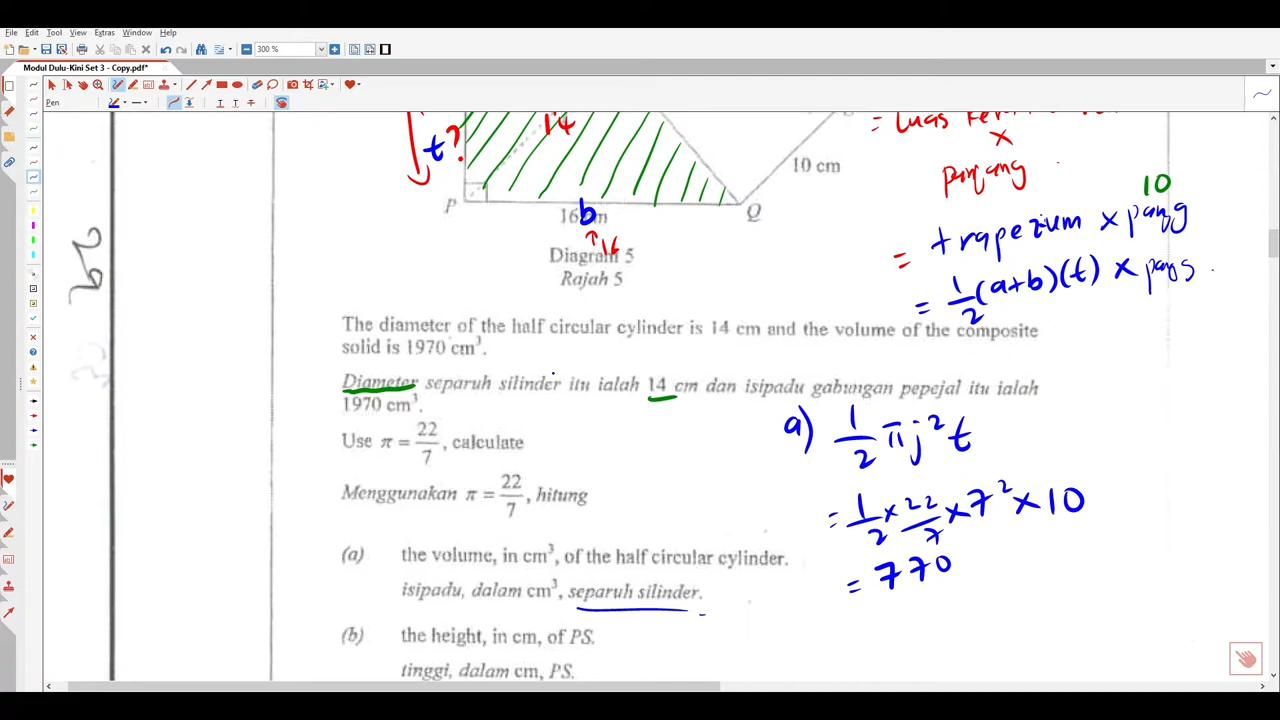 File Edit View Extras Window Help
300 %
Modul Dulu-Kini Set 3 - Copy.pdf*
Pen
t?
14
10 cm
P
16 cm
b
Q
16
Diagram 5
Rajah 5
= luas
×
panjang
10
= trapezium × panjang
= 1/2 (a+b)(t) × panjang
The diameter of the half circular cylinder is 14 cm and the volume of the composite
solid is 1970 cm³.
Diameter separuh silinder itu ialah 14 cm dan isipadu gabungan pepejal itu ialah
1970 cm³.
Use π = 22/7, calculate
Menggunakan π = 22/7, hitung
(a) the volume, in cm³, of the half circular cylinder.
isipadu, dalam cm³, separuh silinder.
(b) the height, in cm, of PS.
tinggi, dalam cm, PS.
a) 1/2 πj²t
= 1/2 × 22/7 × 7² × 10
= 770